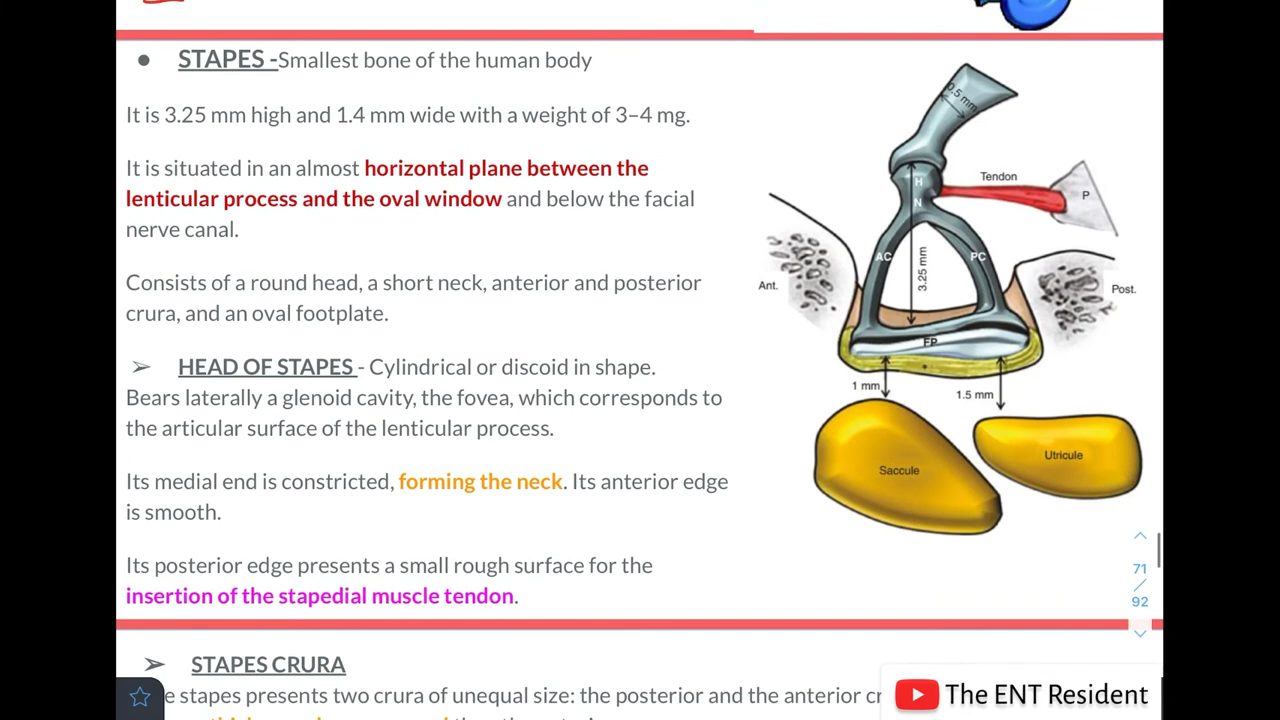 ● STAPES -Smallest bone of the human body
It is 3.25 mm high and 1.4 mm wide with a weight of 3–4 mg.
It is situated in an almost horizontal plane between the
lenticular process and the oval window and below the facial
nerve canal.
Consists of a round head, a short neck, anterior and posterior
crura, and an oval footplate.
➢ HEAD OF STAPES - Cylindrical or discoid in shape.
Bears laterally a glenoid cavity, the fovea, which corresponds to
the articular surface of the lenticular process.
Its medial end is constricted, forming the neck. Its anterior edge
is smooth.
Its posterior edge presents a small rough surface for the
insertion of the stapedial muscle tendon.
0.5 mm
H
Tendon
P
N
AC
PC
3.25 mm
Ant.
Post.
FP
1 mm
1.5 mm
Saccule
Utricule
71
/
92
➢ STAPES CRURA
e stapes presents two crura of unequal size: the posterior and the anterior cr
The ENT Resident